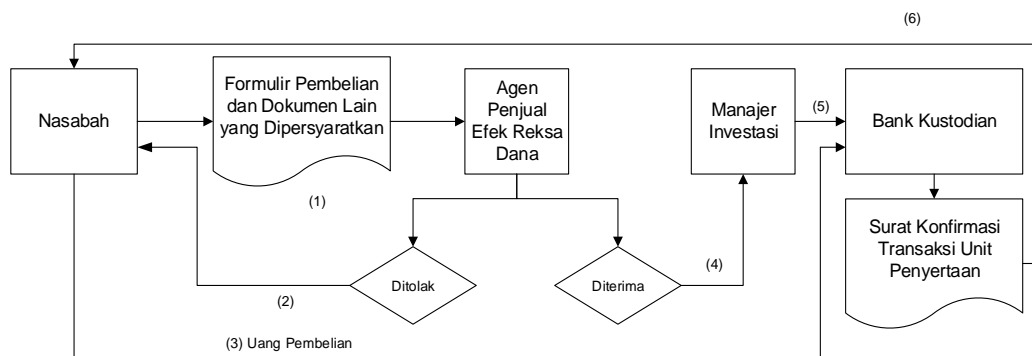 (6)
Nasabah
Formulir Pembelian
dan Dokumen Lain
yang Dipersyaratkan
(1)
Agen
Penjual
Efek Reksa
Dana
Manajer
Investasi
(5)
Bank Kustodian
Surat Konfirmasi
Transaksi Unit
Penyertaan
Ditolak
(2)
Diterima
(4)
(3) Uang Pembelian